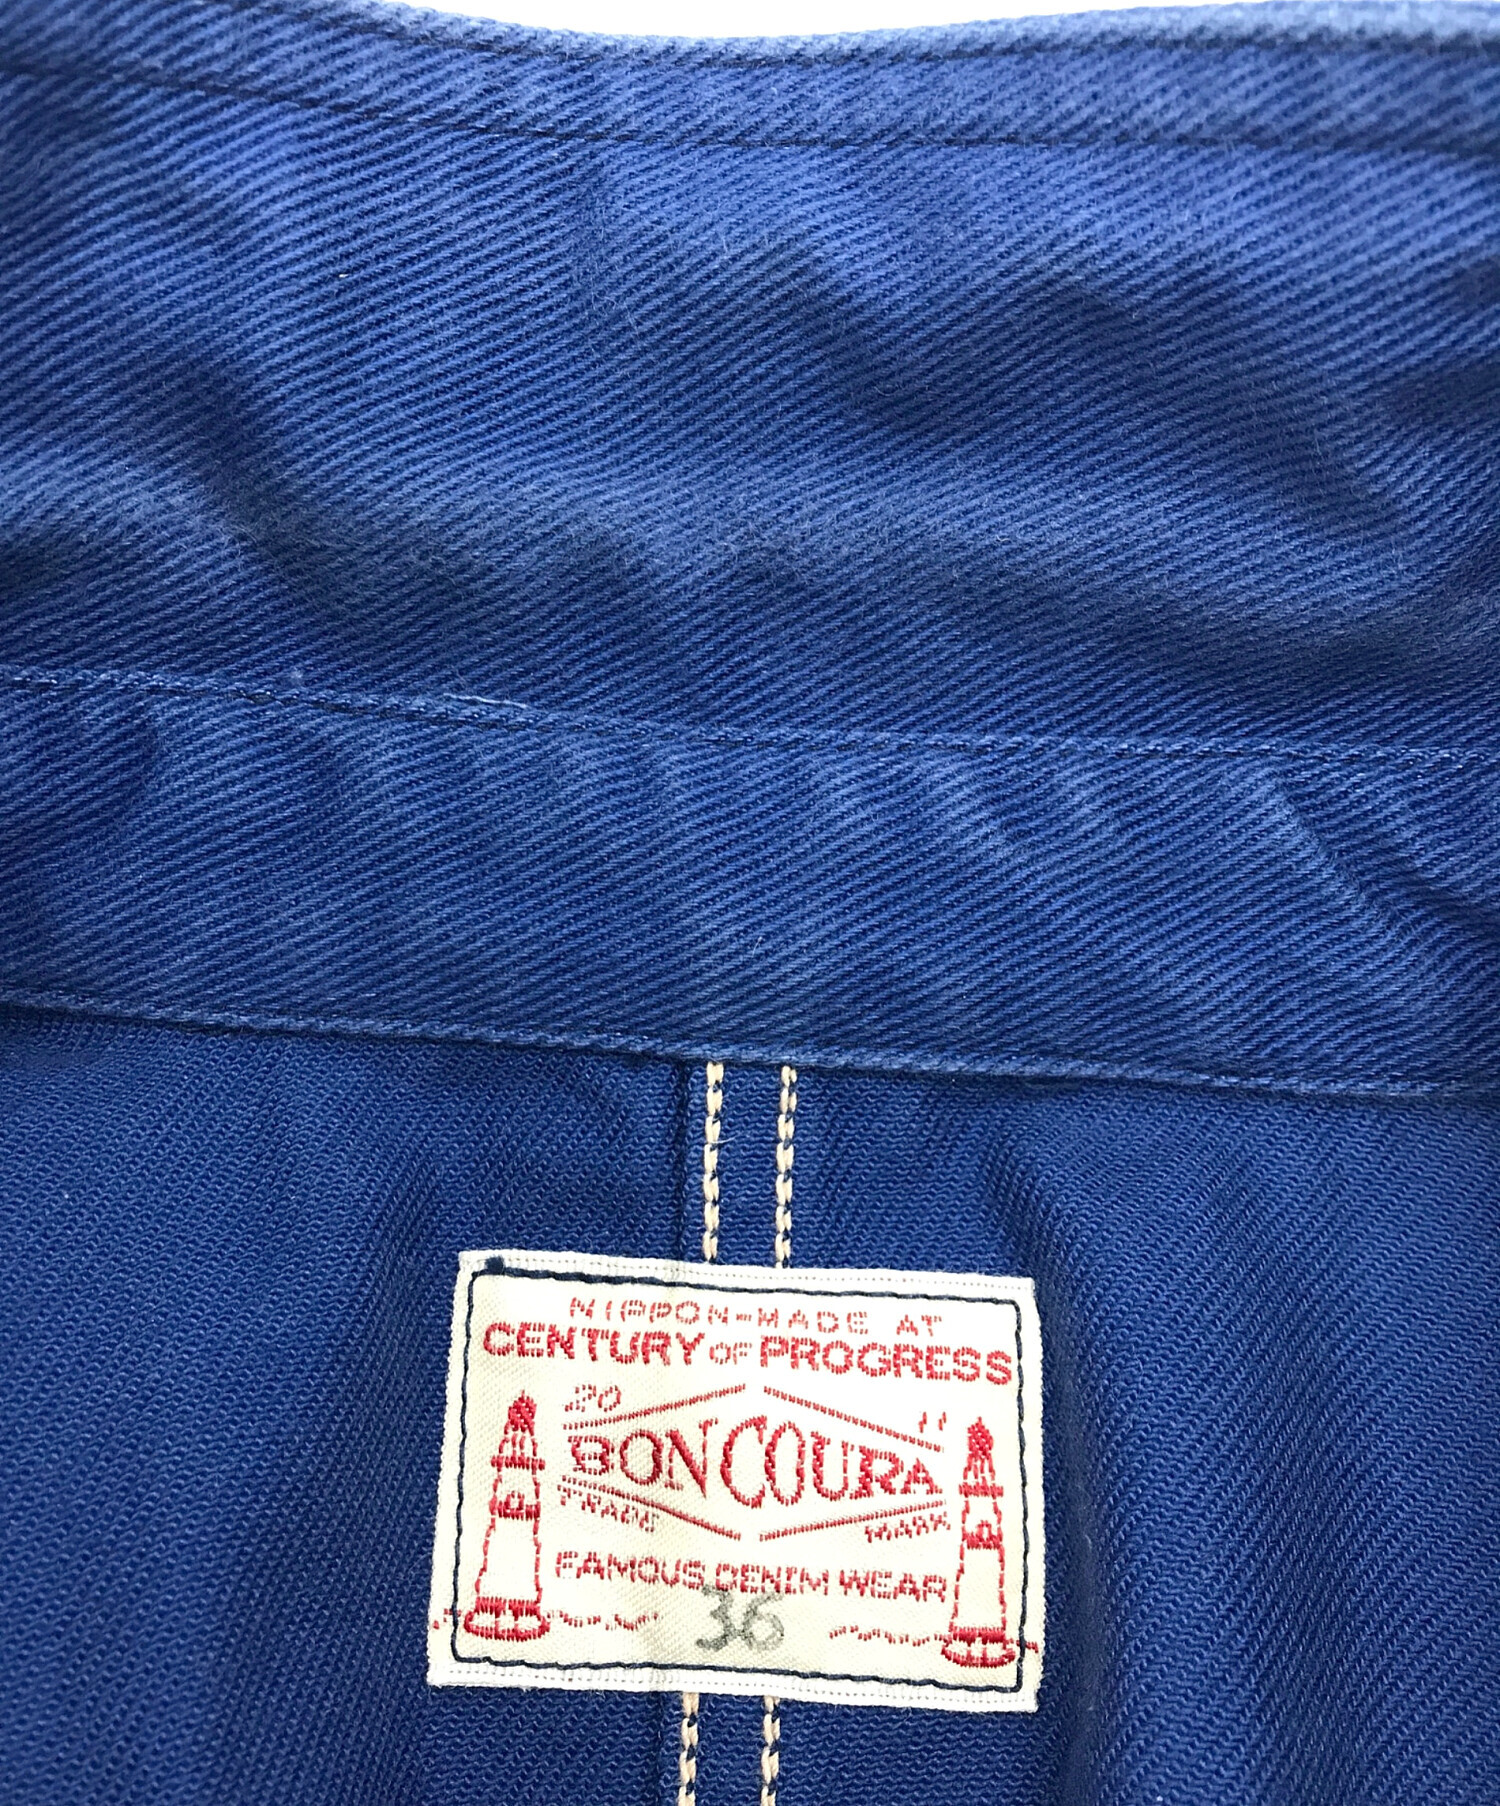 NIPPON-MADE AT
CENTURY OF PROGRESS
20 11
BONCOURA
TRADE MARK
FAMOUS DENIM WEAR
36